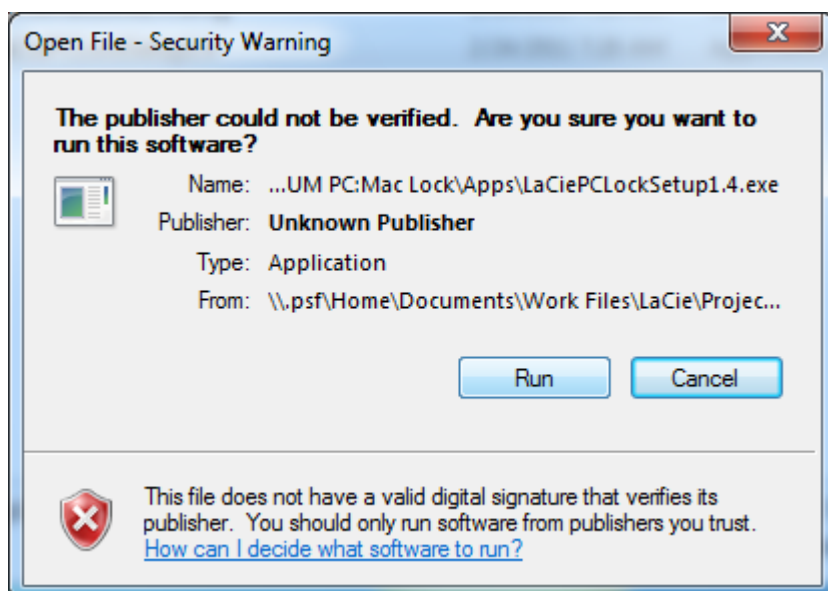 Open File - Security Warning
The publisher could not be verified.  Are you sure you want to
run this software?
Name: ...UM PC:Mac Lock\Apps\LaCiePCLockSetup1.4.exe
Publisher: Unknown Publisher
Type: Application
From: \\.psf\Home\Documents\Work Files\LaCie\Projec...
Run Cancel
This file does not have a valid digital signature that verifies its
publisher.  You should only run software from publishers you trust.
How can I decide what software to run?